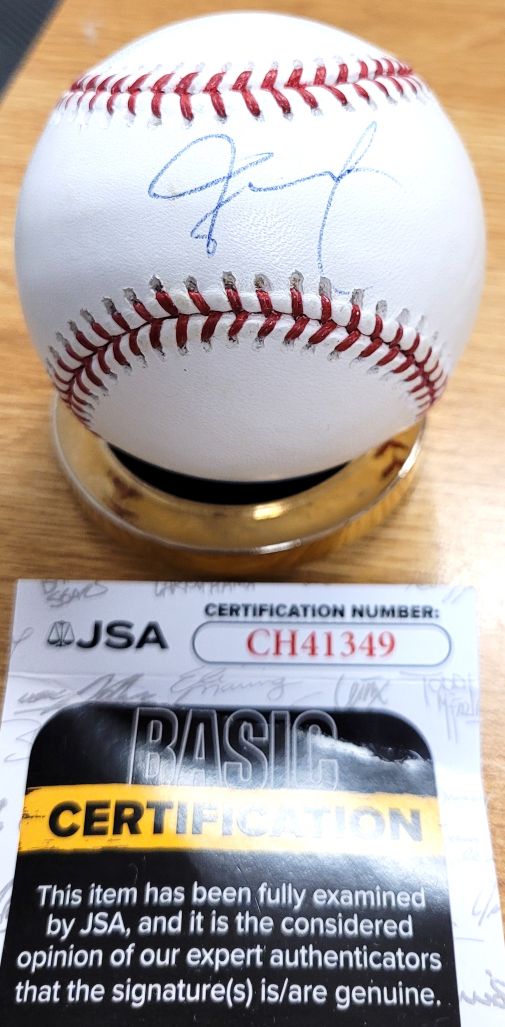 JSA
CERTIFICATION NUMBER:
CH41349
BASIC
CERTIFICATION
This item has been fully examined
by JSA, and it is the considered
opinion of our expert authenticators
that the signature(s) is/are genuine.